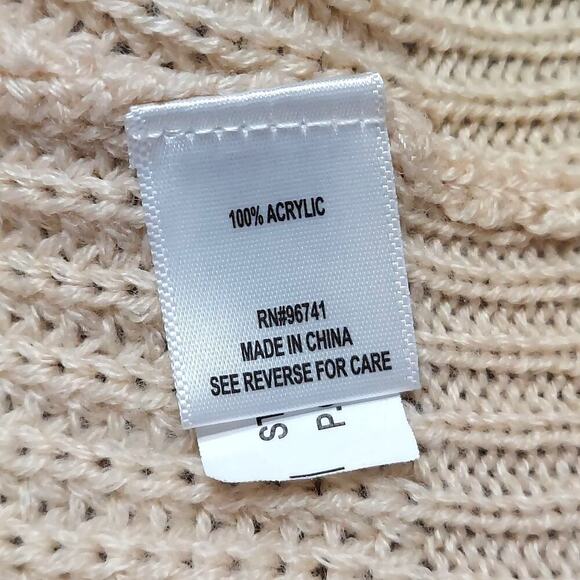 100% ACRYLIC
RN#96741
MADE IN CHINA
SEE REVERSE FOR CARE